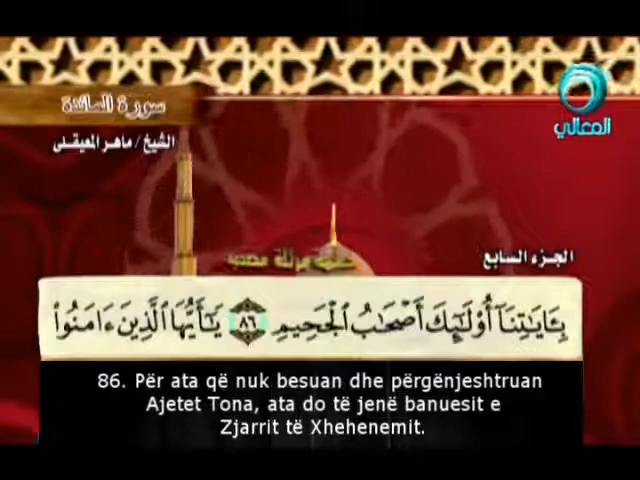 سورة المائدة
المعالي
الشيخ / ماهر المعيقلي
الجزء السابع
بِـَٔايَـٰتِنَآ أُو۟لَـٰٓئِكَ أَصْحَـٰبُ ٱلْجَحِيمِ ٨٦ يَـٰٓأَيُّهَا ٱلَّذِينَ ءَامَنُوا۟
86. Për ata që nuk besuan dhe përgënjeshtruan
Ajetet Tona, ata do të jenë banuesit e
Zjarrit të Xhehenemit.